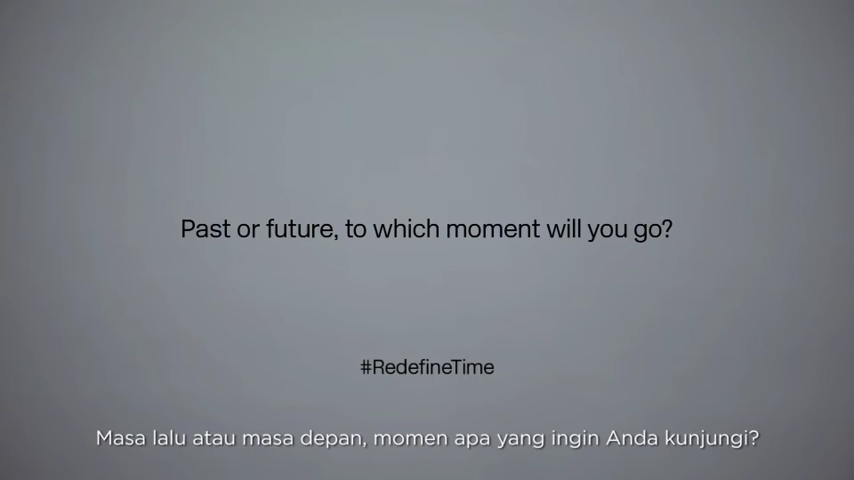 Past or future, to which moment will you go?
#RedefineTime
Masa lalu atau masa depan, momen apa yang ingin Anda kunjungi?